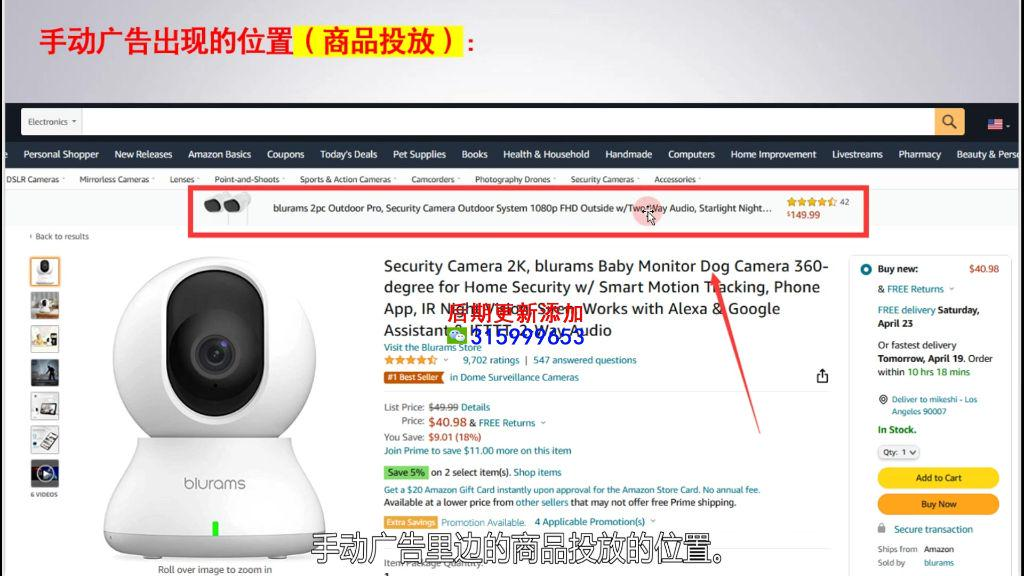 手动广告出现的位置（商品投放）：
Electronics
Personal Shopper New Releases Amazon Basics Coupons Today's Deals Pet Supplies Books Health & Household Handmade Computers Home Improvement Livestreams Pharmacy Beauty & Perso
DSLR Cameras Mirrorless Cameras Lenses Point-and-Shoots Sports & Action Cameras Camcorders Photography Drones Security Cameras Accessories
blurams 2pc Outdoor Pro, Security Camera Outdoor System 1080p FHD Outside w/Two-Way Audio, Starlight Night...
42
$149.99
‹ Back to results
6 VIDEOS
blurams
Roll over image to zoom in
Security Camera 2K, blurams Baby Monitor Dog Camera 360-
degree for Home Security w/ Smart Motion Tracking, Phone
App, IR Night Vision, Siren, Works with Alexa & Google
Assistant & IFTTT, 2-Way Audio
后期更新添加
315999653
Visit the Blurams Store
9,702 ratings | 547 answered questions
#1 Best Seller in Dome Surveillance Cameras
List Price: $49.99 Details
Price: $40.98 & FREE Returns
You Save: $9.01 (18%)
Join Prime to save $11.00 more on this item
Save 5% on 2 select item(s). Shop items
Get a $20 Amazon Gift Card instantly upon approval for the Amazon Store Card. No annual fee.
Available at a lower price from other sellers that may not offer free Prime shipping.
Extra Savings Promotion Available. 4 Applicable Promotion(s)
Item Package Quantity:
1
Buy new: $40.98
& FREE Returns
FREE delivery Saturday,
April 23
Or fastest delivery
Tomorrow, April 19. Order
within 10 hrs 18 mins
Deliver to mikeshi - Los
Angeles 90007
In Stock.
Qty: 1
Add to Cart
Buy Now
Secure transaction
Ships from Amazon
Sold by blurams
手动广告里边的商品投放的位置。